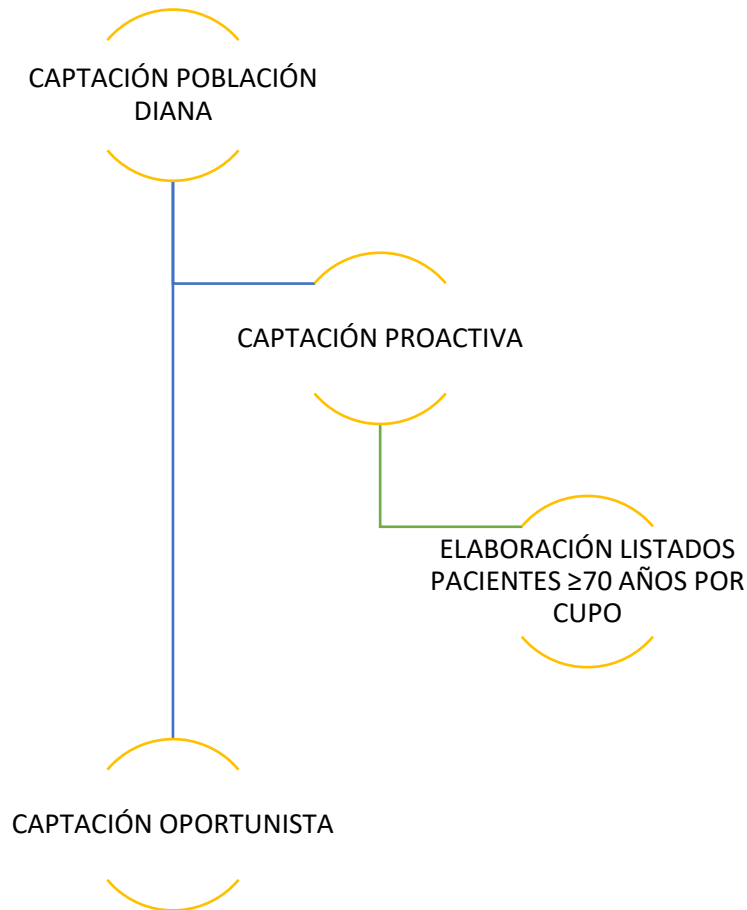 CAPTACIÓN POBLACIÓN
DIANA
CAPTACIÓN PROACTIVA
ELABORACIÓN LISTADOS
PACIENTES ≥70 AÑOS POR
CUPO
CAPTACIÓN OPORTUNISTA